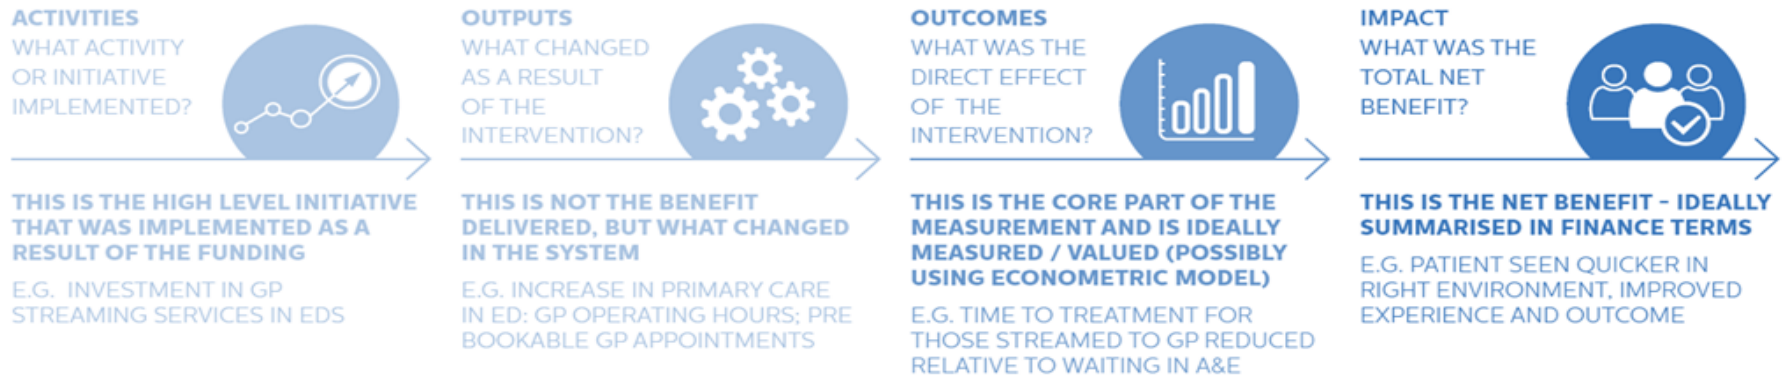 ACTIVITIES
WHAT ACTIVITY
OR INITIATIVE
IMPLEMENTED?
THIS IS THE HIGH LEVEL INITIATIVE
THAT WAS IMPLEMENTED AS A
RESULT OF THE FUNDING
E.G. INVESTMENT IN GP
STREAMING SERVICES IN EDS
OUTPUTS
WHAT CHANGED
AS A RESULT
OF THE
INTERVENTION?
THIS IS NOT THE BENEFIT
DELIVERED, BUT WHAT CHANGED
IN THE SYSTEM
E.G. INCREASE IN PRIMARY CARE
IN ED: GP OPERATING HOURS; PRE
BOOKABLE GP APPOINTMENTS
OUTCOMES
WHAT WAS THE
DIRECT EFFECT
OF THE
INTERVENTION?
THIS IS THE CORE PART OF THE
MEASUREMENT AND IS IDEALLY
MEASURED / VALUED (POSSIBLY
USING ECONOMETRIC MODEL)
E.G. TIME TO TREATMENT FOR
THOSE STREAMED TO GP REDUCED
RELATIVE TO WAITING IN A&E
IMPACT
WHAT WAS THE
TOTAL NET
BENEFIT?
THIS IS THE NET BENEFIT – IDEALLY
SUMMARISED IN FINANCE TERMS
E.G. PATIENT SEEN QUICKER IN
RIGHT ENVIRONMENT, IMPROVED
EXPERIENCE AND OUTCOME